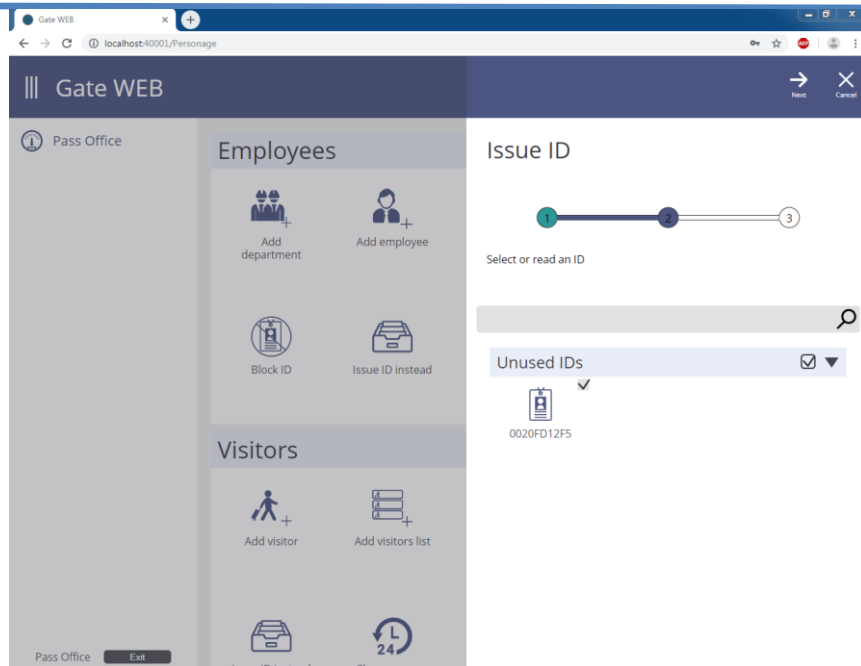 Gate WEB
localhost:40001/Personage
ABP
Gate WEB
Next
Cancel
Pass Office
Employees
Add
department
Add employee
Block ID
Issue ID instead
Visitors
Add visitor
Add visitors list
24
Pass Office
Exit
Issue ID
1
2
3
Select or read an ID
Unused IDs
0020FD12F5